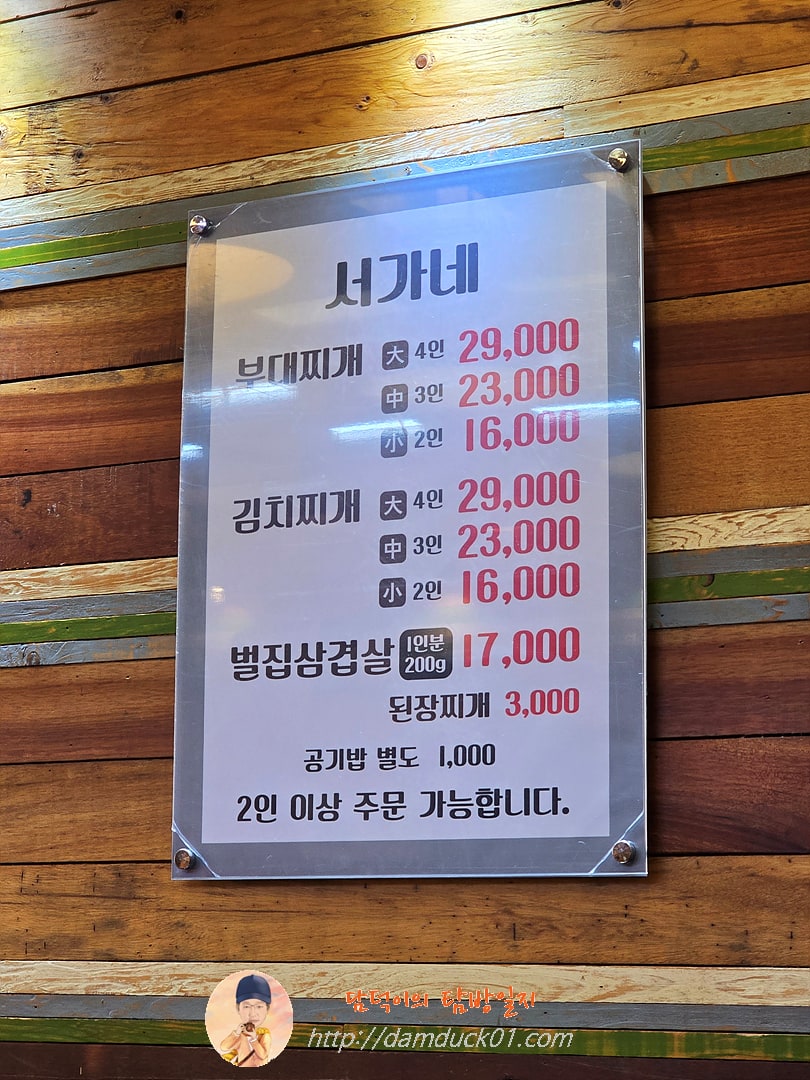 서가네
부대찌개 大 4인 29,000
中 3인 23,000
小 2인 16,000
김치찌개 大 4인 29,000
中 3인 23,000
小 2인 16,000
벌집삼겹살 1인분 200g 17,000
된장찌개 3,000
공기밥 별도 1,000
2인 이상 주문 가능합니다.
담덕이의 탐방일지
http://damduck01.com